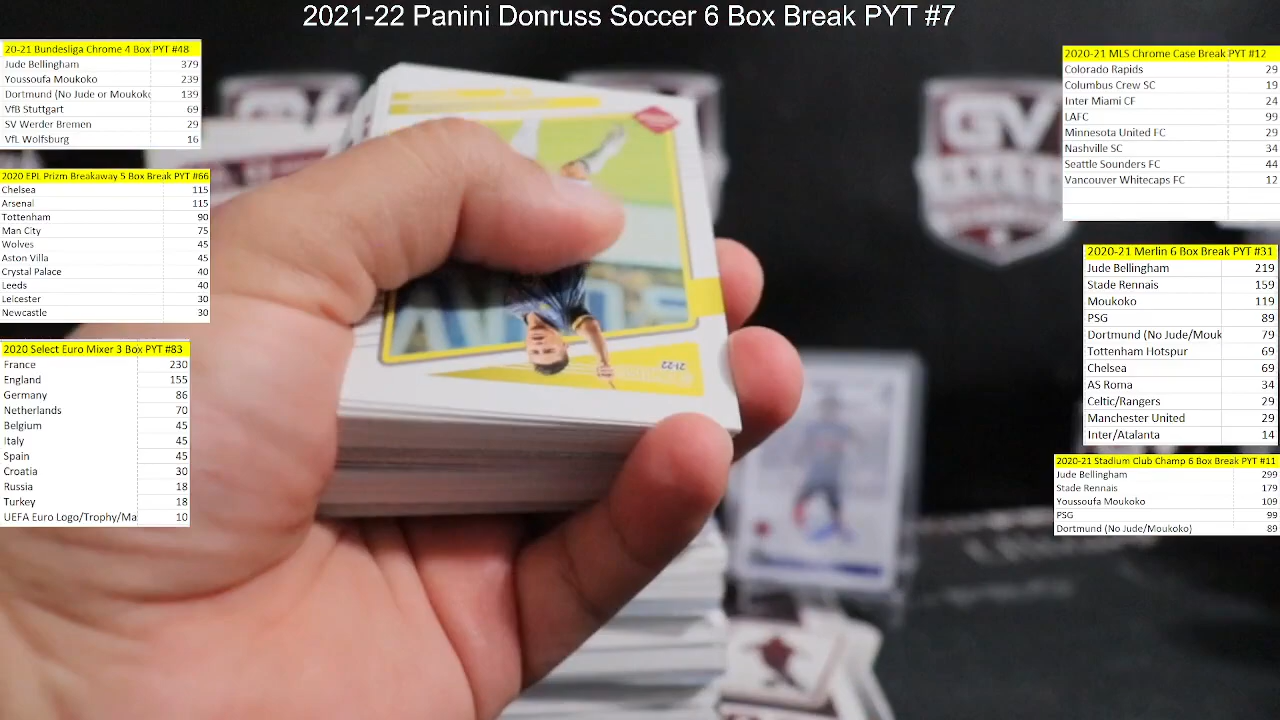 2021-22 Panini Donruss Soccer 6 Box Break PYT #7
20-21 Bundesliga Chrome 4 Box PYT #48
Jude Bellingham 379
Youssoufa Moukoko 239
Dortmund (No Jude or Moukoko 139
VfB Stuttgart 69
SV Werder Bremen 29
VfL Wolfsburg 16
2020 EPL Prizm Breakaway 5 Box Break PYT #66
Chelsea 115
Arsenal 115
Tottenham 90
Man City 75
Wolves 45
Aston Villa 45
Crystal Palace 40
Leeds 40
Leicester 30
Newcastle 30
2020 Select Euro Mixer 3 Box PYT #83
France 230
England 155
Germany 86
Netherlands 70
Belgium 45
Italy 45
Spain 45
Croatia 30
Russia 18
Turkey 18
UEFA Euro Logo/Trophy/Ma 10
2020-21 MLS Chrome Case Break PYT #12
Colorado Rapids 29
Columbus Crew SC 19
Inter Miami CF 24
LAFC 99
Minnesota United FC 29
Nashville SC 34
Seattle Sounders FC 44
Vancouver Whitecaps FC 12
2020-21 Merlin 6 Box Break PYT #31
Jude Bellingham 219
Stade Rennais 159
Moukoko 119
PSG 89
Dortmund (No Jude/Mouk 79
Tottenham Hotspur 69
Chelsea 69
AS Roma 34
Celtic/Rangers 29
Manchester United 29
Inter/Atalanta 14
2020-21 Stadium Club Champ 6 Box Break PYT #11
Jude Bellingham 299
Stade Rennais 179
Youssoufa Moukoko 109
PSG 99
Dortmund (No Jude/Moukoko) 89
GV
21-22